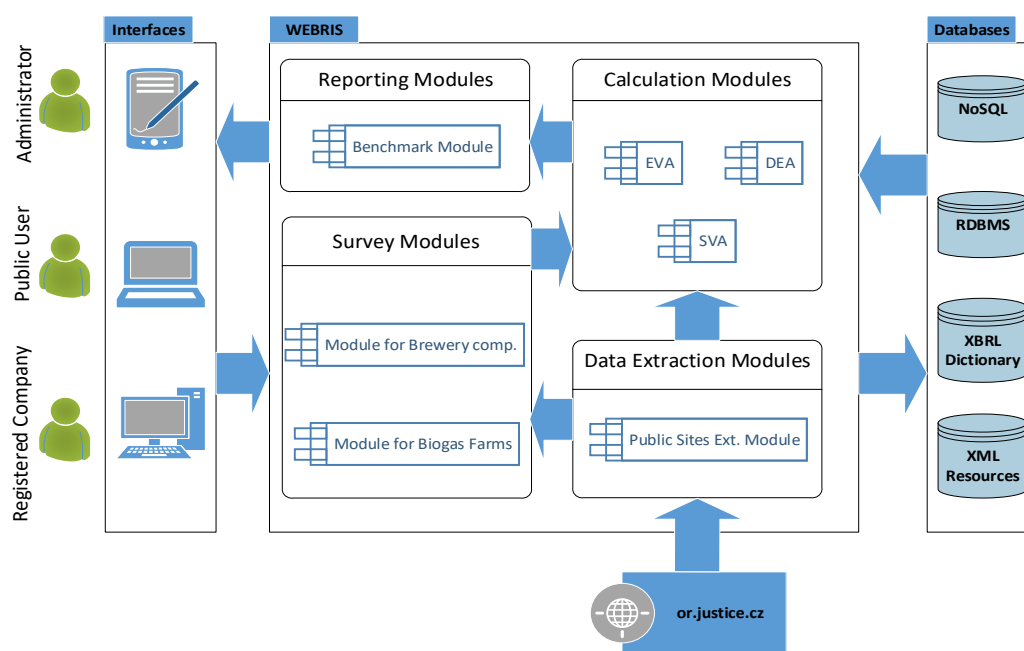 Interfaces
WEBRIS
Databases
Administrator
Public User
Registered Company
Reporting Modules
Benchmark Module
Calculation Modules
EVA
DEA
SVA
Survey Modules
Module for Brewery comp.
Module for Biogas Farms
Data Extraction Modules
Public Sites Ext. Module
NoSQL
RDBMS
XBRL
Dictionary
XML
Resources
or.justice.cz